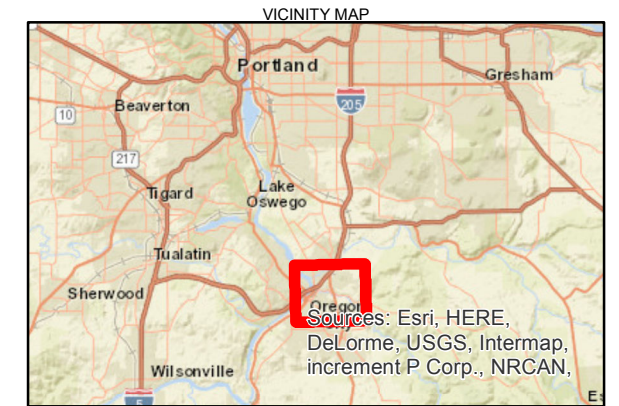 VICINITY MAP
Portland
Gresham
205
Beaverton
10
217
Tigard
Lake
Oswego
Tualatin
Sherwood
Oregon
Sources: Esri, HERE,
DeLorme, USGS, Intermap,
increment P Corp., NRCAN,
Wilsonville
5